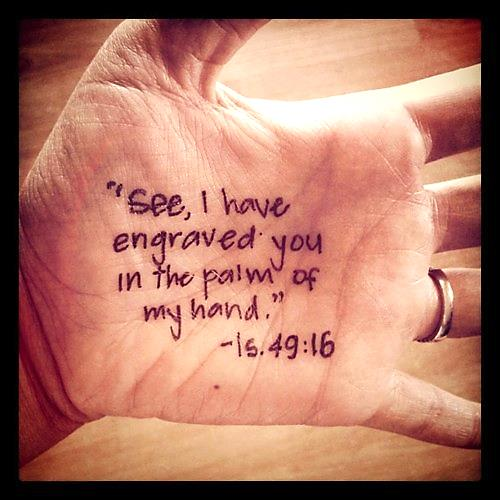 "See, I have
engraved you
in the palm of
my hand."
-Is. 49:16